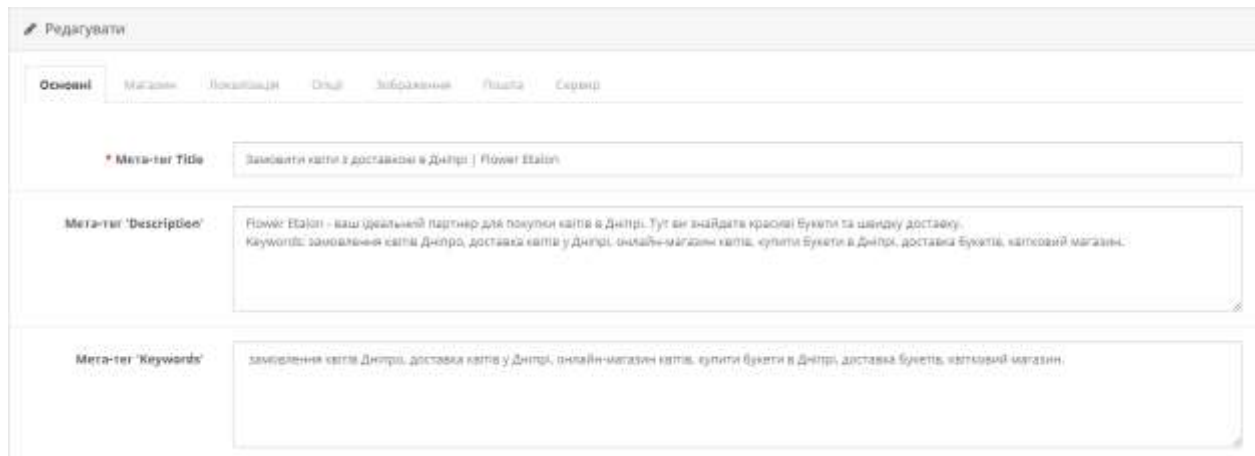 Редагувати
Основні Магазин Локалізація Опції Зображення Пошта Сервер
* Мета-тег Title Замовити квіти з доставкою в Дніпрі | Flower Etalon
Мета-тег 'Description' Flower Etalon - ваш ідеальний партнер для покупки квітів в Дніпрі. Тут ви знайдете красиві букети та швидку доставку.
Keywords: замовлення квітів Дніпро, доставка квітів у Дніпрі, онлайн-магазин квітів, купити букети в Дніпрі, доставка букетів, квітковий магазин.
Мета-тег 'Keywords' замовлення квітів Дніпро, доставка квітів у Дніпрі, онлайн-магазин квітів, купити букети в Дніпрі, доставка букетів, квітковий магазин.